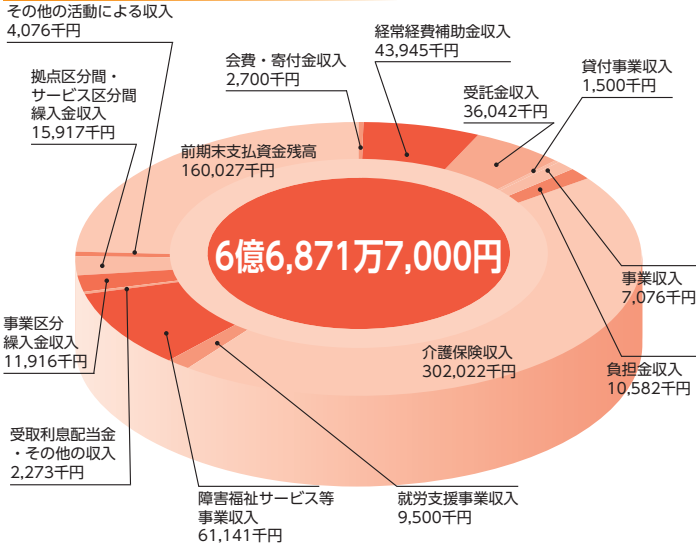 その他の活動による収入
4,076千円
会費・寄付金収入
2,700千円
経常経費補助金収入
43,945千円
受託金収入
36,042千円
貸付事業収入
1,500千円
拠点区分間・
サービス区分間
繰入金収入
15,917千円
前期末支払資金残高
160,027千円
6億6,871万7,000円
事業収入
7,076千円
負担金収入
10,582千円
介護保険収入
302,022千円
事業区分
繰入金収入
11,916千円
受取利息配当金
・その他の収入
2,273千円
障害福祉サービス等
事業収入
61,141千円
就労支援事業収入
9,500千円